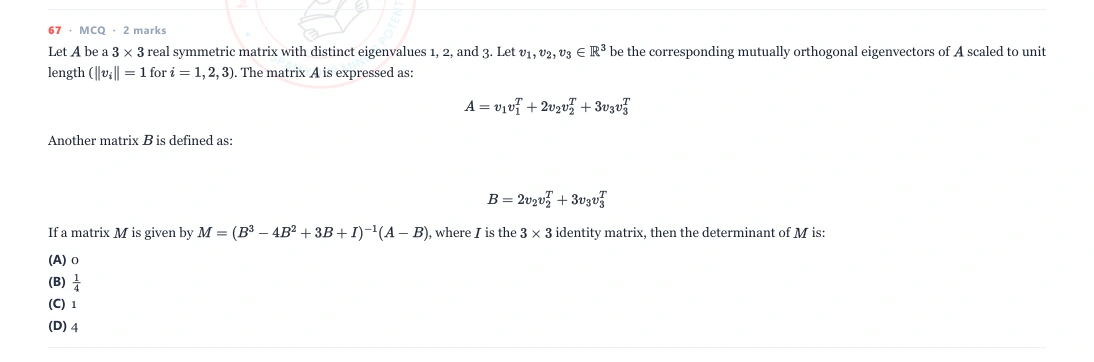 67 · MCQ · 2 marks
Let A be a 3 × 3 real symmetric matrix with distinct eigenvalues 1, 2, and 3. Let v₁, v₂, v₃ ∈ ℝ³ be the corresponding mutually orthogonal eigenvectors of A scaled to unit
length (‖vᵢ‖ = 1 for i = 1, 2, 3). The matrix A is expressed as:
A = v₁v₁ᵀ + 2v₂v₂ᵀ + 3v₃v₃ᵀ
Another matrix B is defined as:
B = 2v₂v₂ᵀ + 3v₃v₃ᵀ
If a matrix M is given by M = (B³ − 4B² + 3B + I)⁻¹(A − B), where I is the 3 × 3 identity matrix, then the determinant of M is:
(A) 0
(B) 1/4
(C) 1
(D) 4